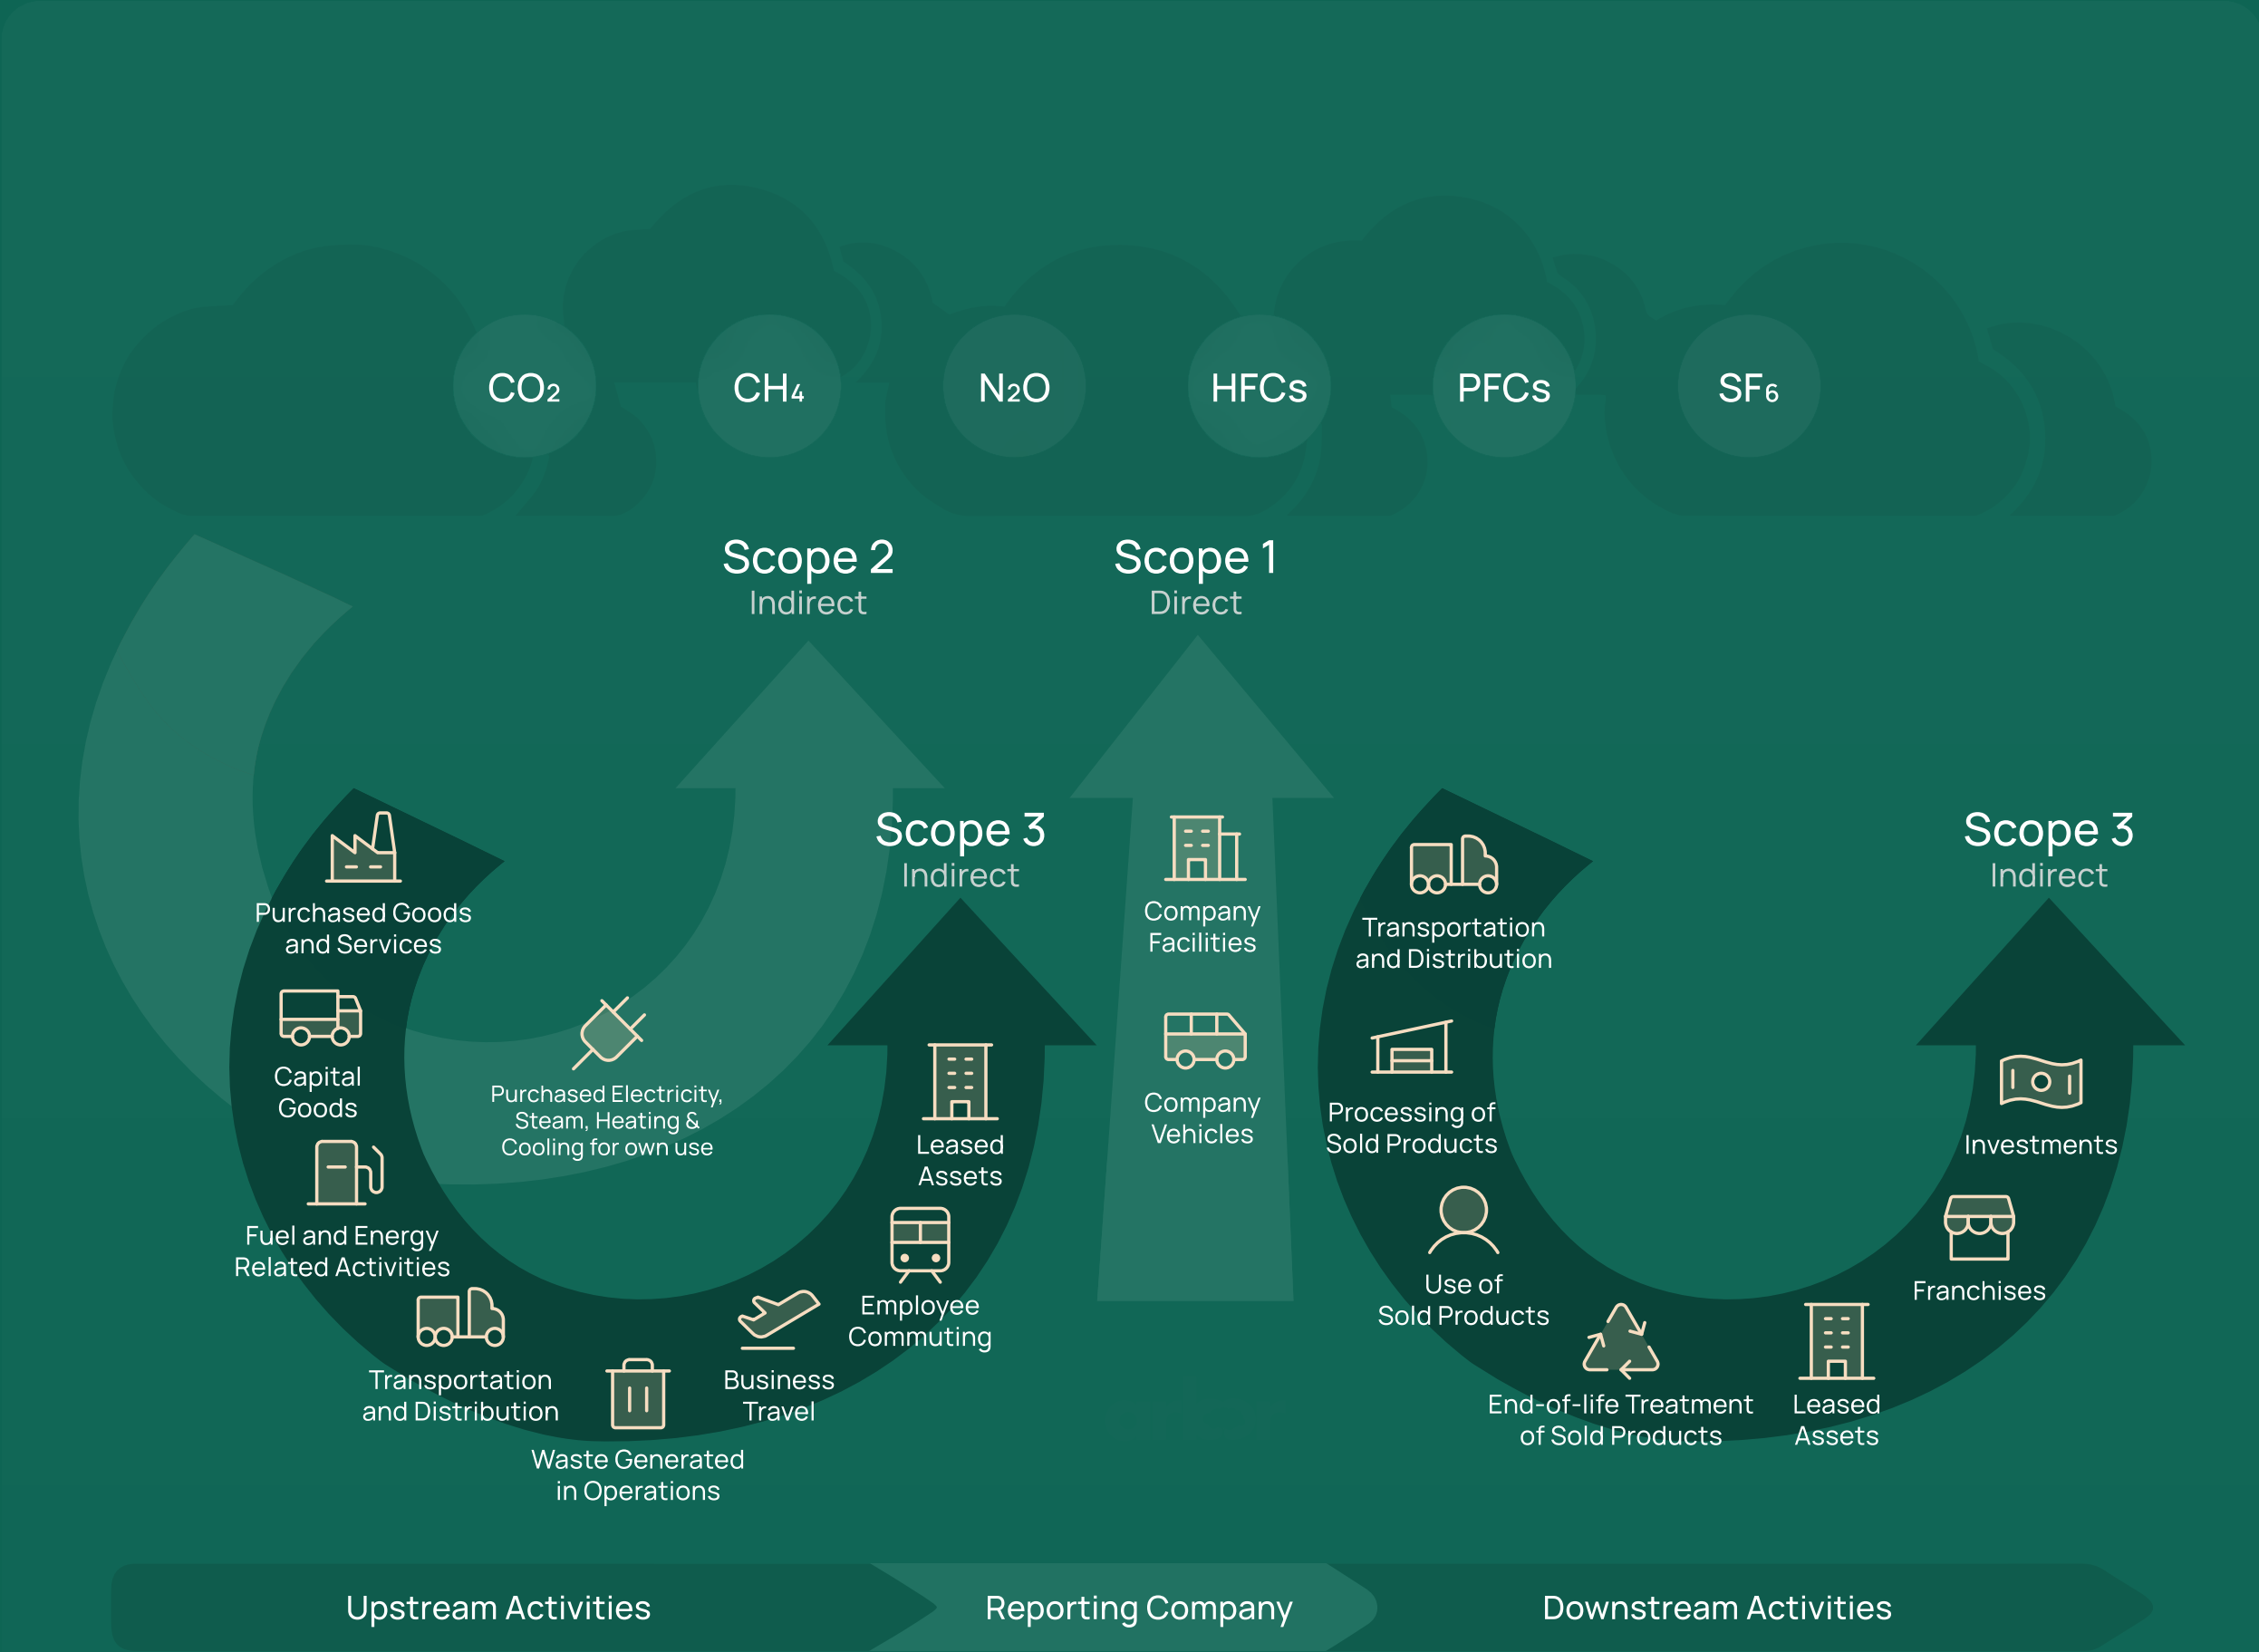 CO₂
CH₄
N₂O
HFCs
PFCs
SF₆
Scope 2
Indirect
Scope 1
Direct
Scope 3
Indirect
Scope 3
Indirect
Purchased Goods
and Services
Capital
Goods
Fuel and Energy
Related Activities
Transportation
and Distribution
Waste Generated
in Operations
Business
Travel
Employee
Commuting
Leased
Assets
Purchased Electricity,
Steam, Heating &
Cooling for own use
Company
Facilities
Company
Vehicles
Transportation
and Distribution
Processing of
Sold Products
Use of
Sold Products
End-of-life Treatment
of Sold Products
Leased
Assets
Franchises
Investments
Upstream Activities
Reporting Company
Downstream Activities